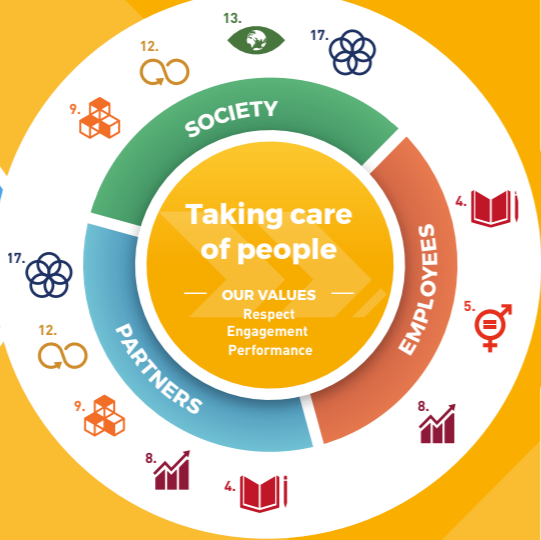 13.
12.
17.
9.
SOCIETY
4.
Taking care
of people
EMPLOYEES
17.
OUR VALUES
Respect
Engagement
Performance
5.
12.
PARTNERS
9.
8.
8.
4.